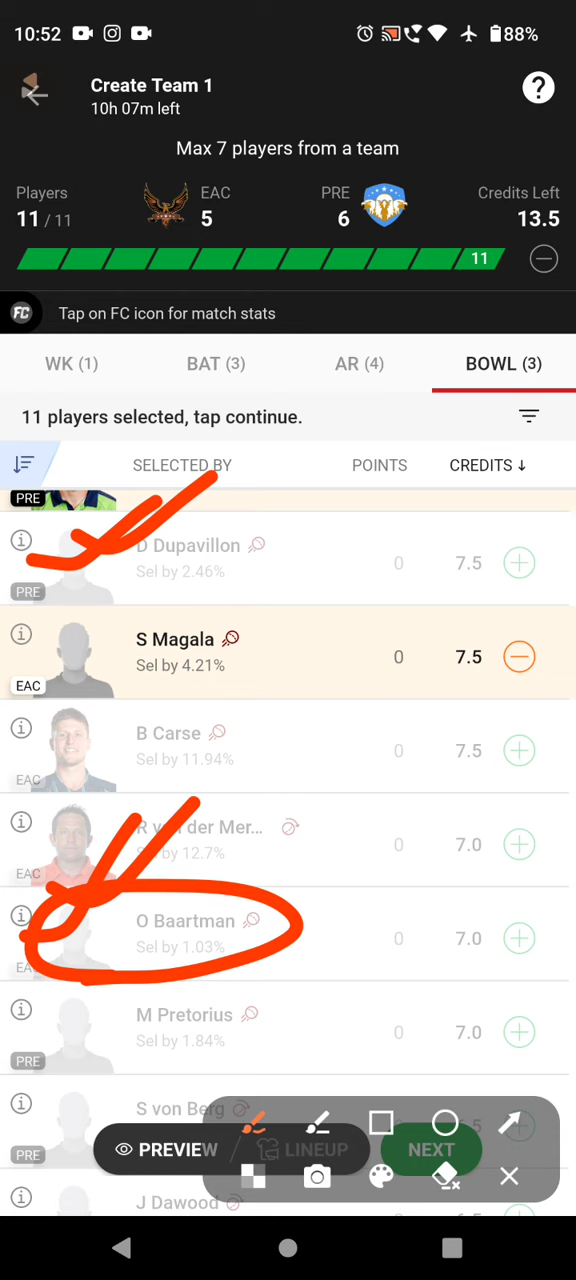 10:52
88%
Create Team 1
10h 07m left
?
Max 7 players from a team
Players
EAC
PRE
Credits Left
11 / 11
5
6
13.5
11
FC Tap on FC icon for match stats
WK (1)
BAT (3)
AR (4)
BOWL (3)
11 players selected, tap continue.
SELECTED BY
POINTS
CREDITS ↓
PRE
D Dupavillon
Sel by 2.46%
0
7.5
PRE
S Magala
Sel by 4.21%
0
7.5
EAC
B Carse
Sel by 11.94%
0
7.5
EAC
der Mer...
Sel by 12.7%
0
7.0
EAC
O Baartman
Sel by 1.03%
0
7.0
M Pretorius
Sel by 1.84%
0
7.0
PRE
S von Berg
PREVIEW
LINEUP
NEXT
PRE
J Dawood